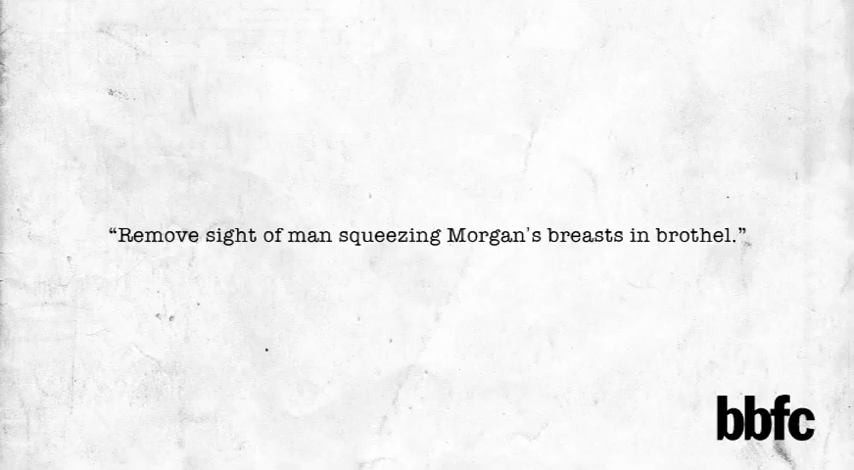 “Remove sight of man squeezing Morgan's breasts in brothel.”
bbfc